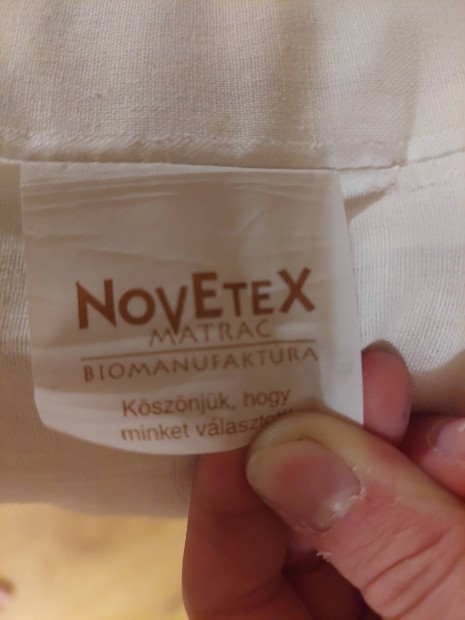 NOVETEX
MATRAC
BIOMANUFAKTÚRA
Köszönjük, hogy
minket